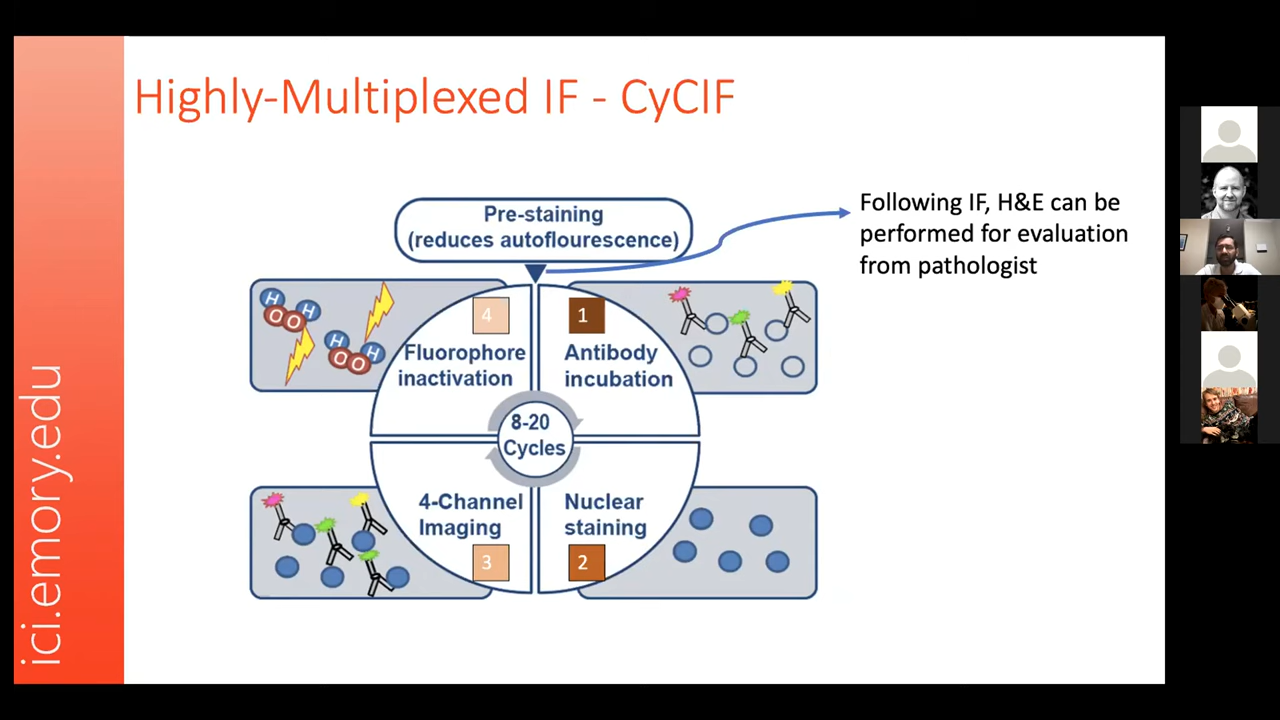 Highly-Multiplexed IF - CyCIF
Pre-staining
(reduces autoflourescence)
Following IF, H&E can be
performed for evaluation
from pathologist
H
O
O
H
H
O
O
H
4
Fluorophore
inactivation
1
Antibody
incubation
8-20
Cycles
4-Channel
Imaging
3
Nuclear
staining
2
ici.emory.edu